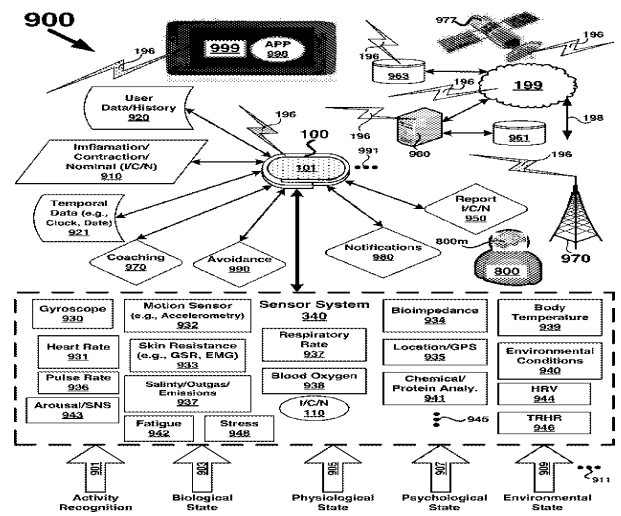 900
196
999
APP
998
977
196
963
196
199
196
198
User
Data/History
920
196
100
196
960
961
991
101
196
Inflamation/
Contraction/
Nominal (I/C/N)
910
Temporal
Data (e.g.,
Clock, Date)
921
Report
I/C/N
950
Coaching
970
Avoidance
990
Notifications
980
800m
800
970
Sensor System
340
Gyroscope
930
Motion Sensor
(e.g., Accelerometry)
932
Bioimpedance
934
Body
Temperature
939
Heart Rate
931
Skin Resistance
(e.g., GSR, EMG)
933
Respiratory
Rate
937
Location/GPS
935
Environmental
Conditions
940
Pulse Rate
936
Salinty/Outgas/
Emissions
937
Blood Oxygen
938
Chemical/
Protein Analy.
941
HRV
944
Arousal/SNS
943
I/C/N
110
945
TRHR
946
Fatigue
942
Stress
948
901
903
905
907
909
911
Activity
Recognition
Biological
State
Physiological
State
Psychological
State
Environmental
State